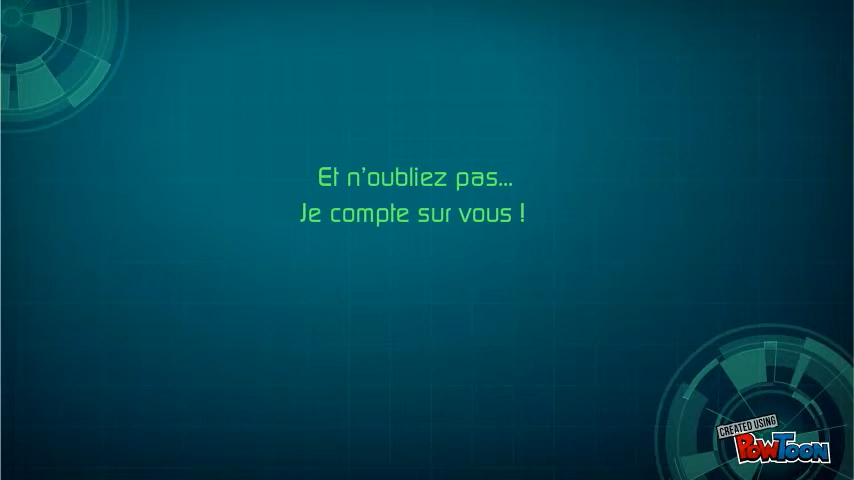 Et n'oubliez pas...
Je compte sur vous !
CREATED USING
POWTOON